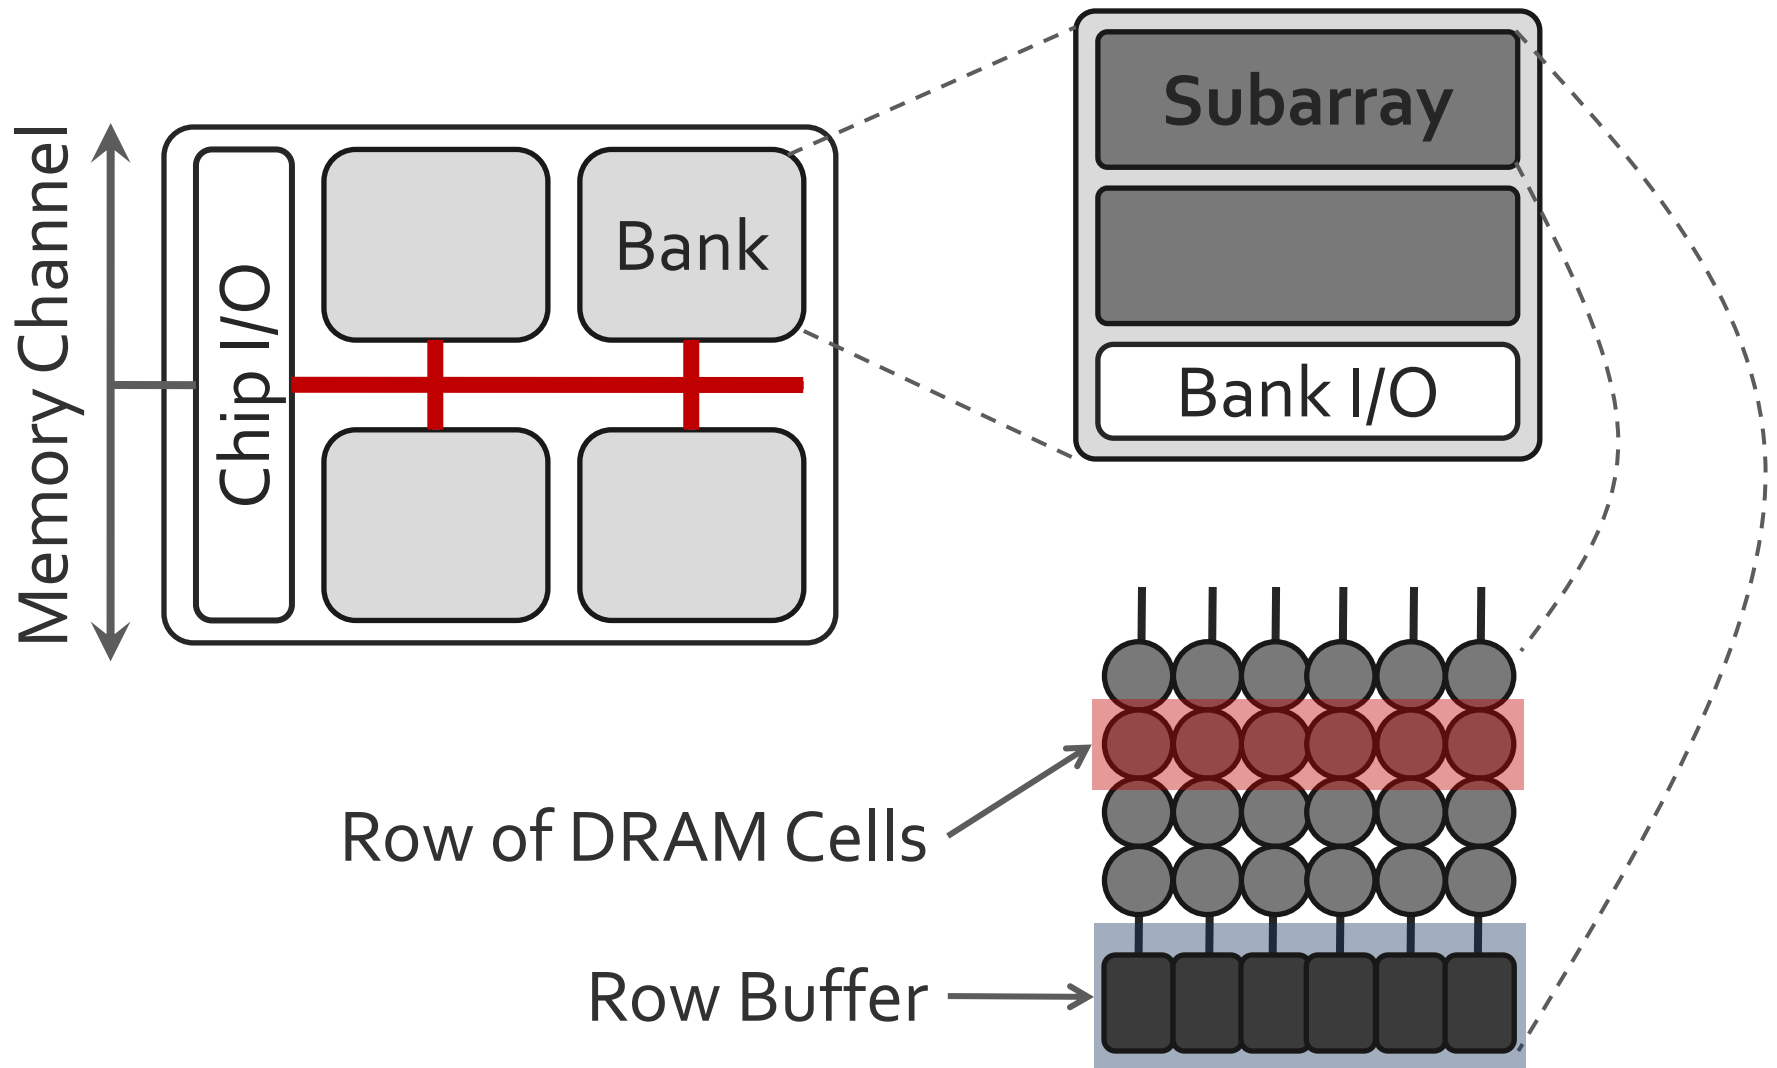 Memory Channel
Chip I/O
Bank
Subarray
Bank I/O
Row of DRAM Cells
Row Buffer